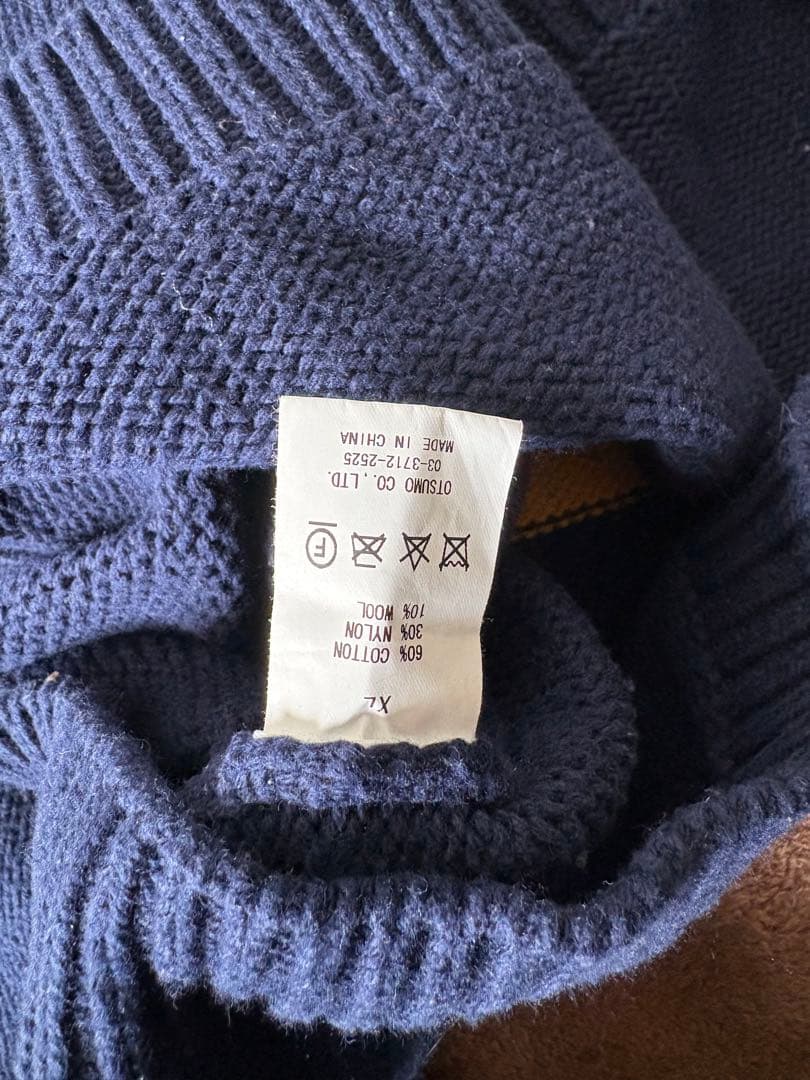 XL
60% COTTON
30% NYLON
10% WOOL
F
OTSUMO CO.,LTD.
03-3712-2525
MADE IN CHINA